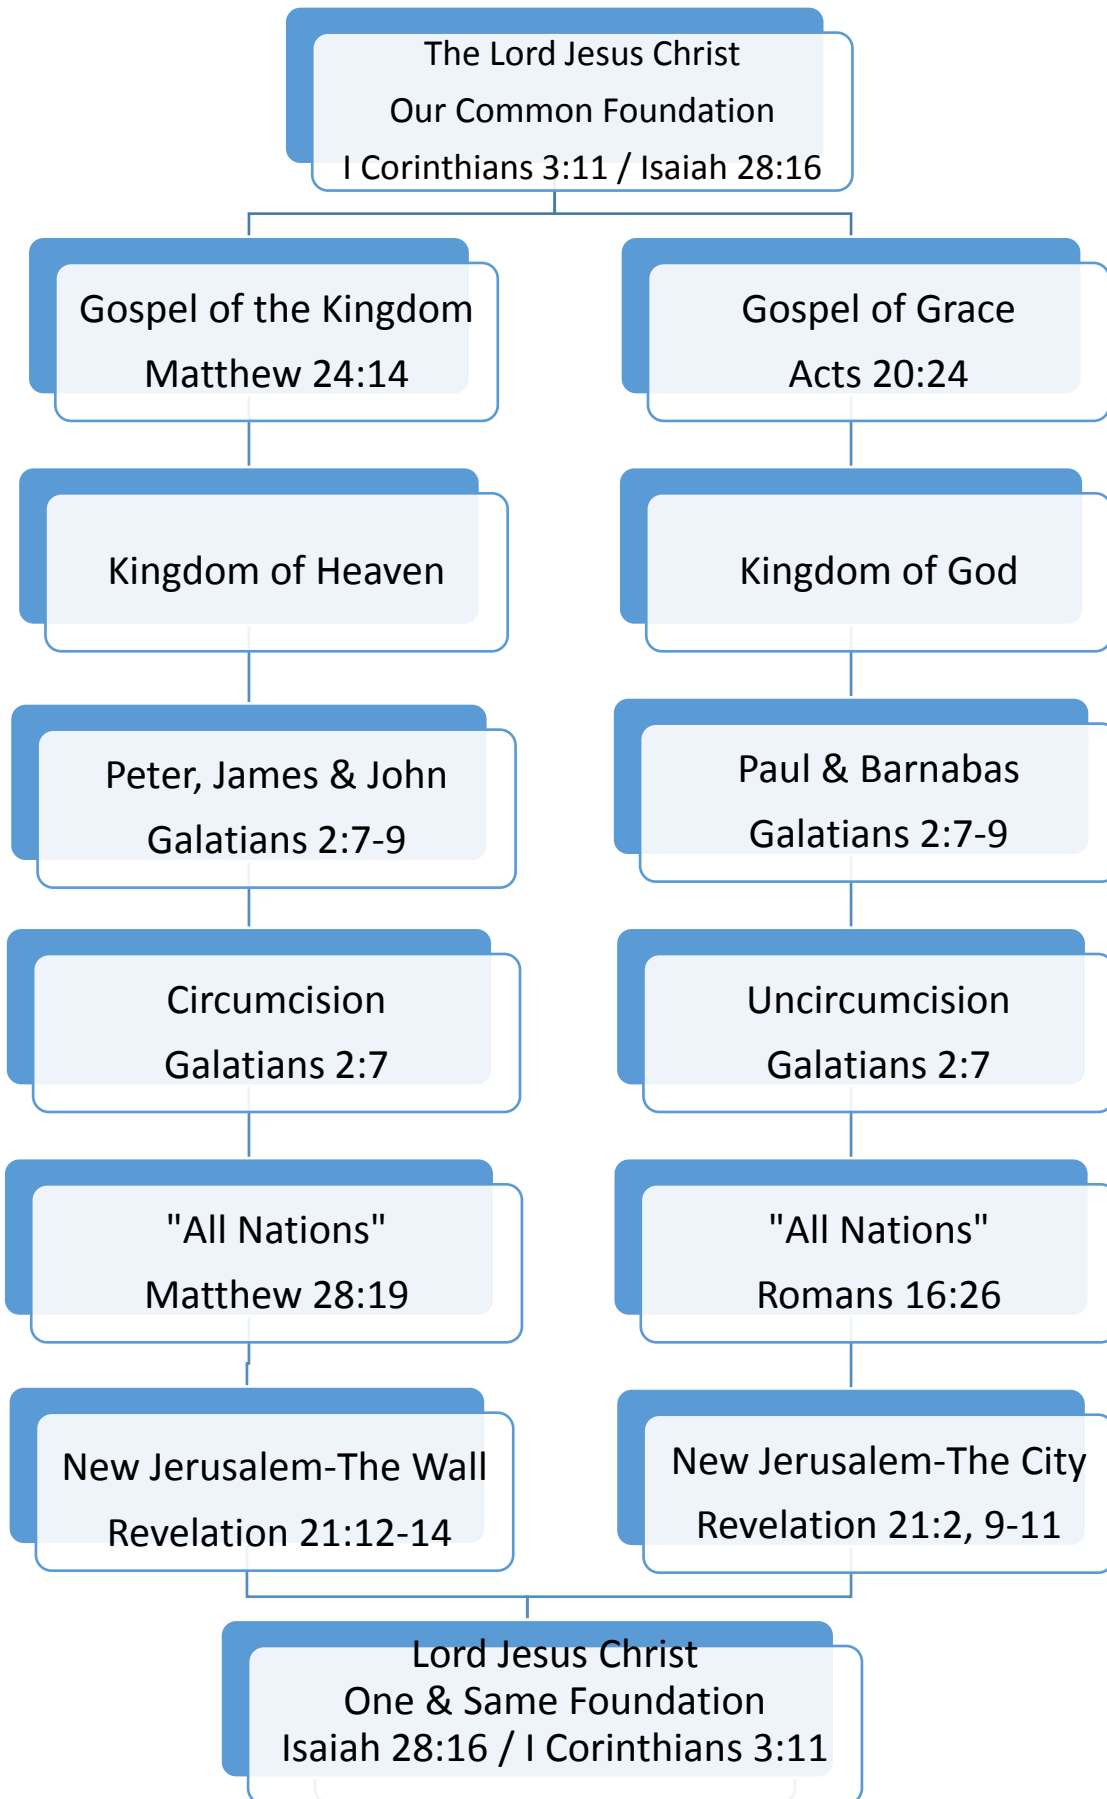 The Lord Jesus Christ
Our Common Foundation
I Corinthians 3:11 / Isaiah 28:16
Gospel of the Kingdom
Matthew 24:14
Gospel of Grace
Acts 20:24
Kingdom of Heaven
Kingdom of God
Peter, James & John
Galatians 2:7-9
Paul & Barnabas
Galatians 2:7-9
Circumcision
Galatians 2:7
Uncircumcision
Galatians 2:7
"All Nations"
Matthew 28:19
"All Nations"
Romans 16:26
New Jerusalem-The Wall
Revelation 21:12-14
New Jerusalem-The City
Revelation 21:2, 9-11
Lord Jesus Christ
One & Same Foundation
Isaiah 28:16 / I Corinthians 3:11